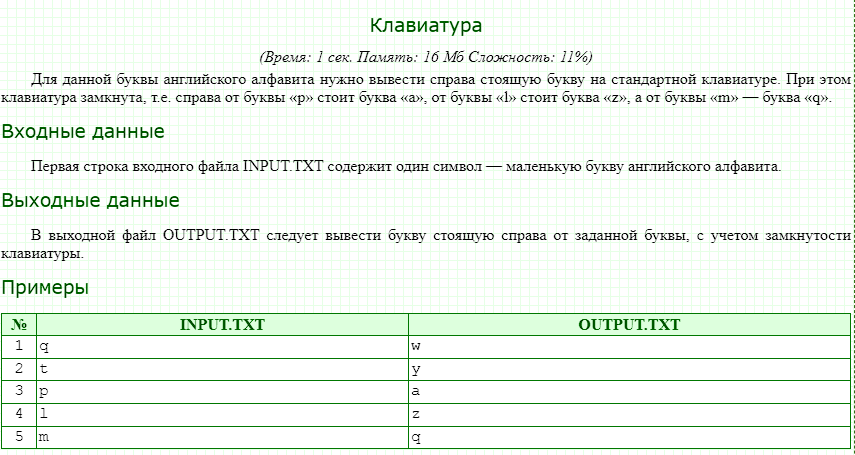 Клавиатура
(Время: 1 сек. Память: 16 Мб Сложность: 11%)
Для данной буквы английского алфавита нужно вывести справа стоящую букву на стандартной клавиатуре. При этом
клавиатура замкнута, т.е. справа от буквы «p» стоит буква «a», от буквы «l» стоит буква «z», а от буквы «m» — буква «q».
Входные данные
Первая строка входного файла INPUT.TXT содержит один символ — маленькую букву английского алфавита.
Выходные данные
В выходной файл OUTPUT.TXT следует вывести букву стоящую справа от заданной буквы, с учетом замкнутости
клавиатуры.
Примеры
№ INPUT.TXT OUTPUT.TXT
1 q w
2 t y
3 p a
4 l z
5 m q